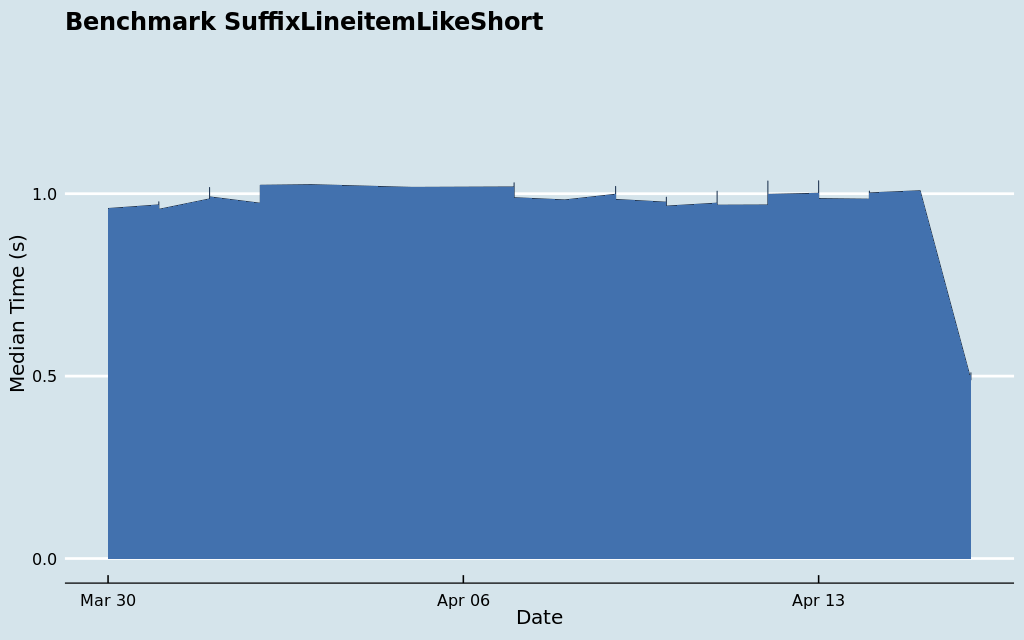 Benchmark SuffixLineitemLikeShort
Median Time (s)
1.0
0.5
0.0
Mar 30
Apr 06
Apr 13
Date